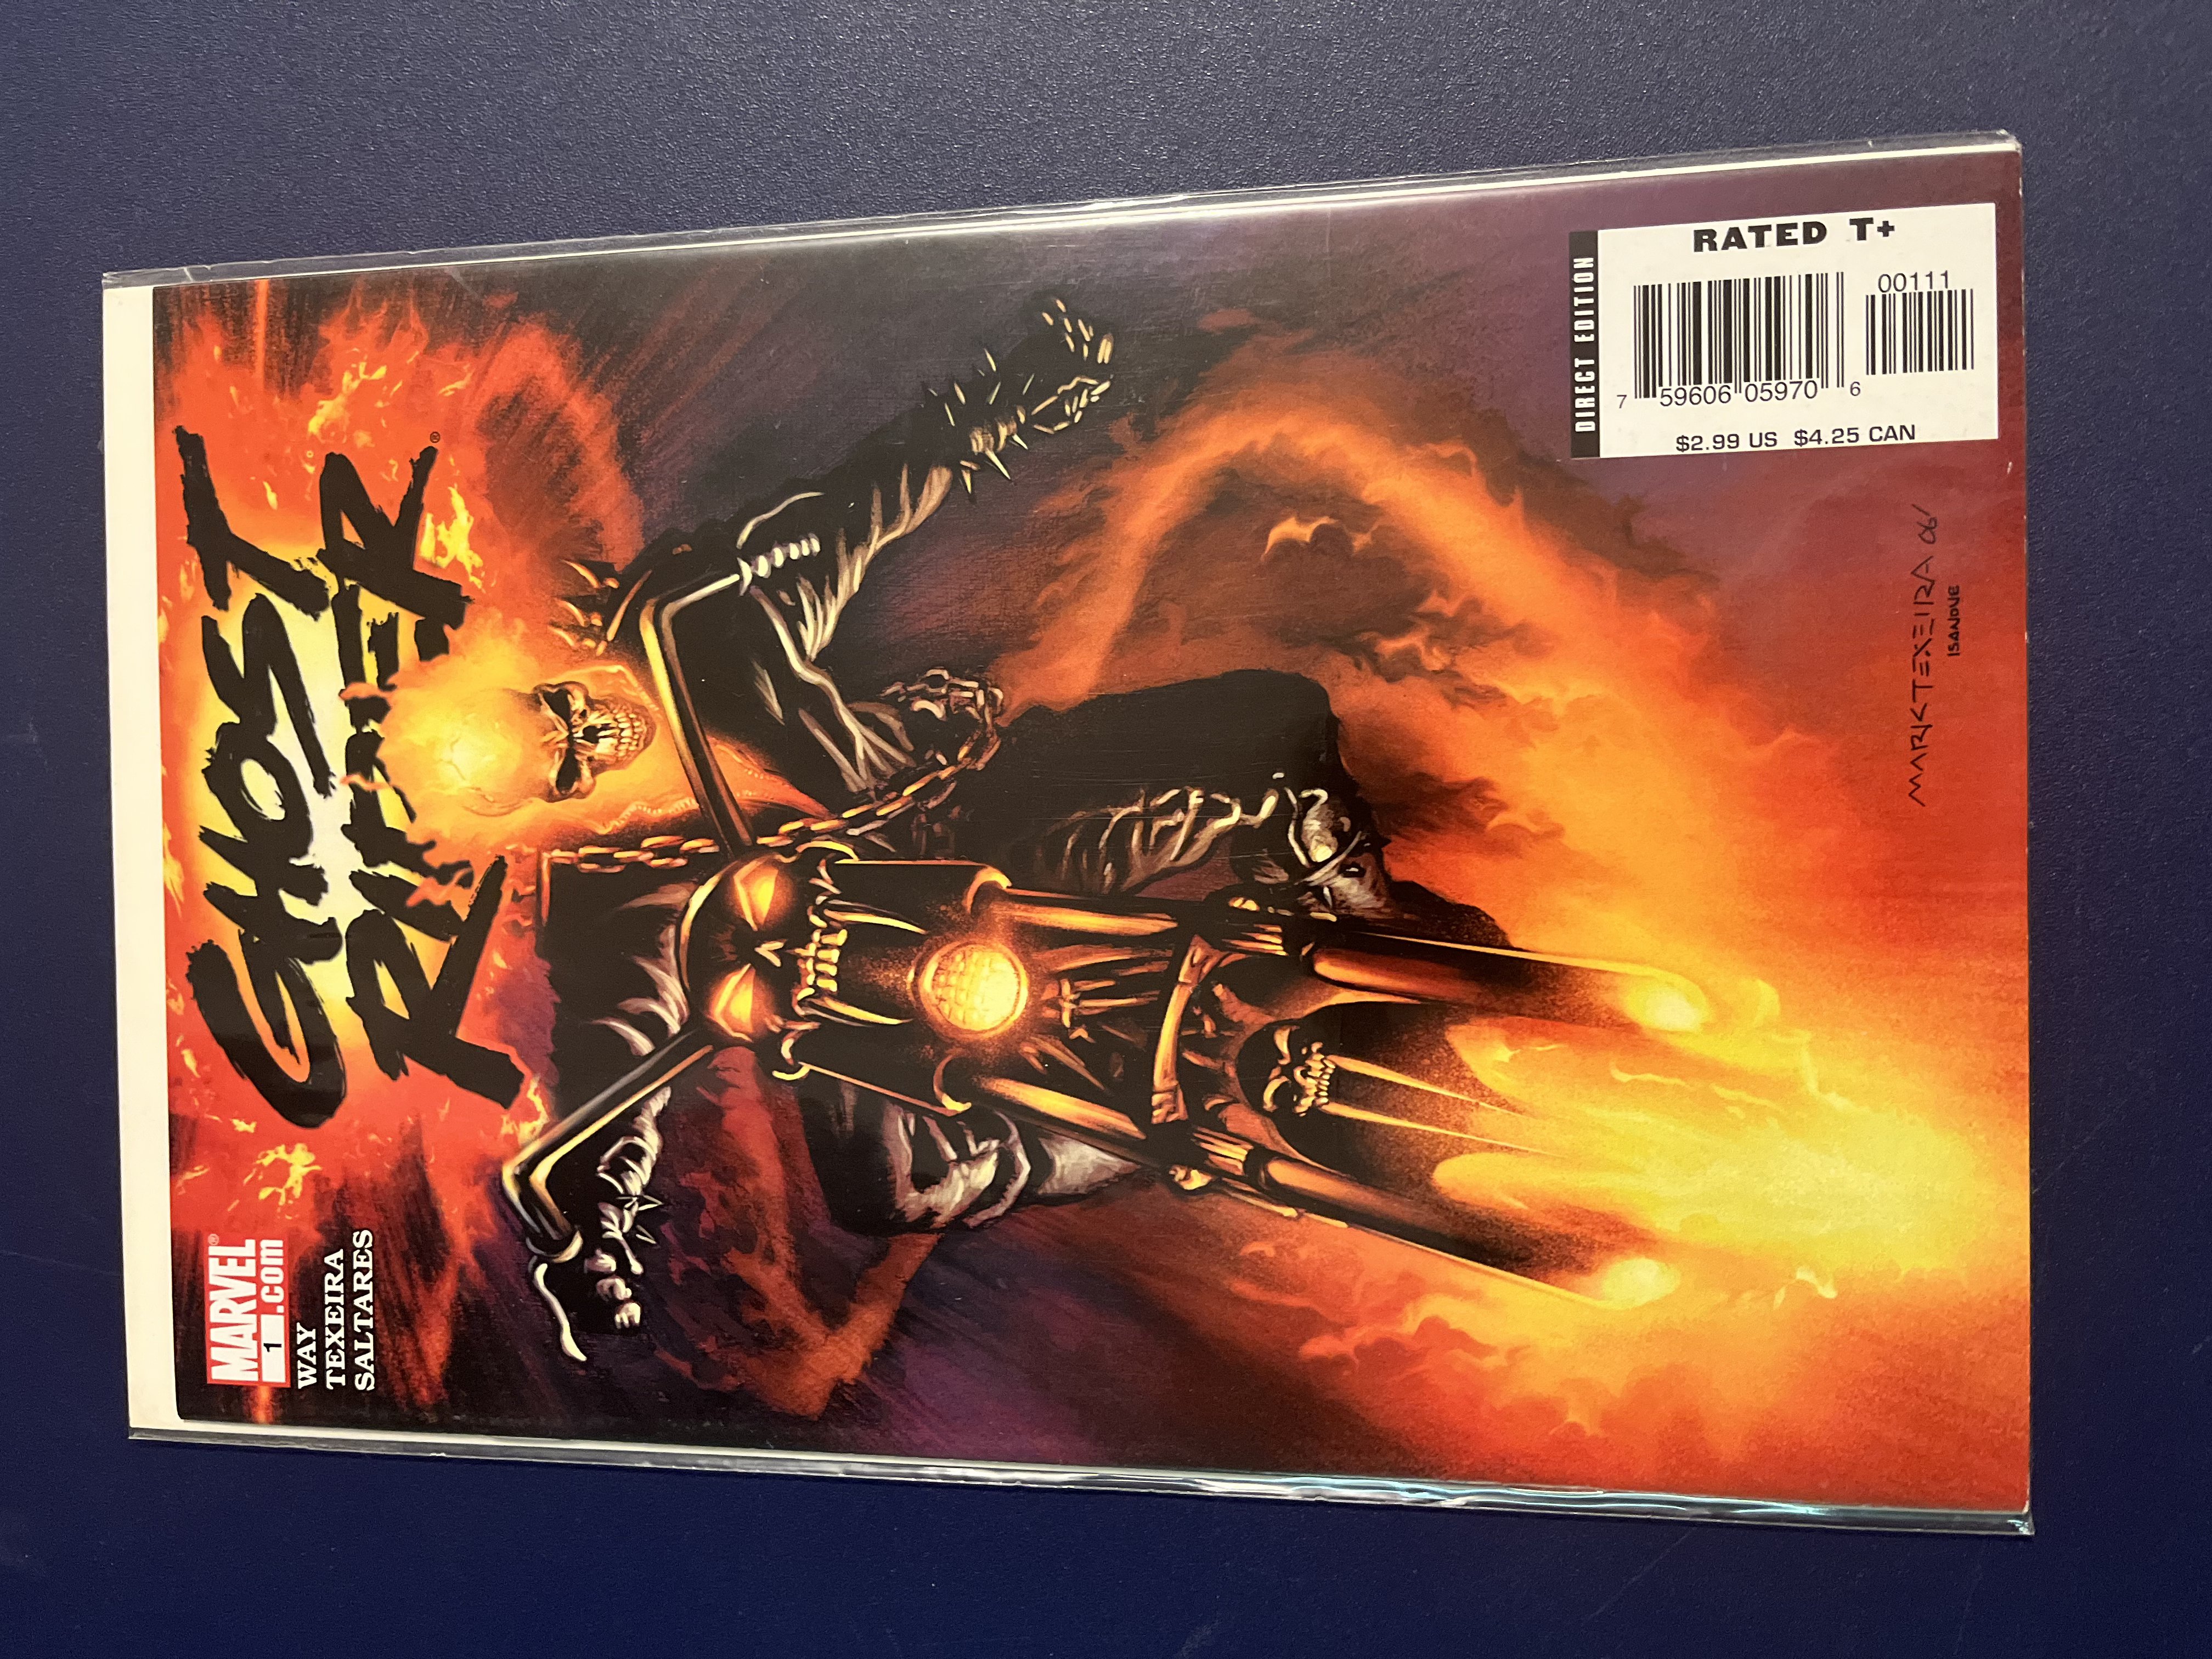 MARVEL®
1 .com
WAY
TEXEIRA
SALTARES
GHOST
RIDER®
DIRECT EDITION
RATED T+
7 59606 05970 6 00111
$2.99 US $4.25 CAN
MARKTEXEIRA 06'
ISANOVE